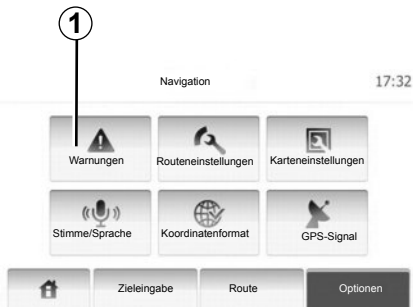 1
Navigation 17:32
Warnungen Routeneinstellungen Karteneinstellungen
Stimme/Sprache Koordinatenformat GPS-Signal
Zieleingabe Route Optionen